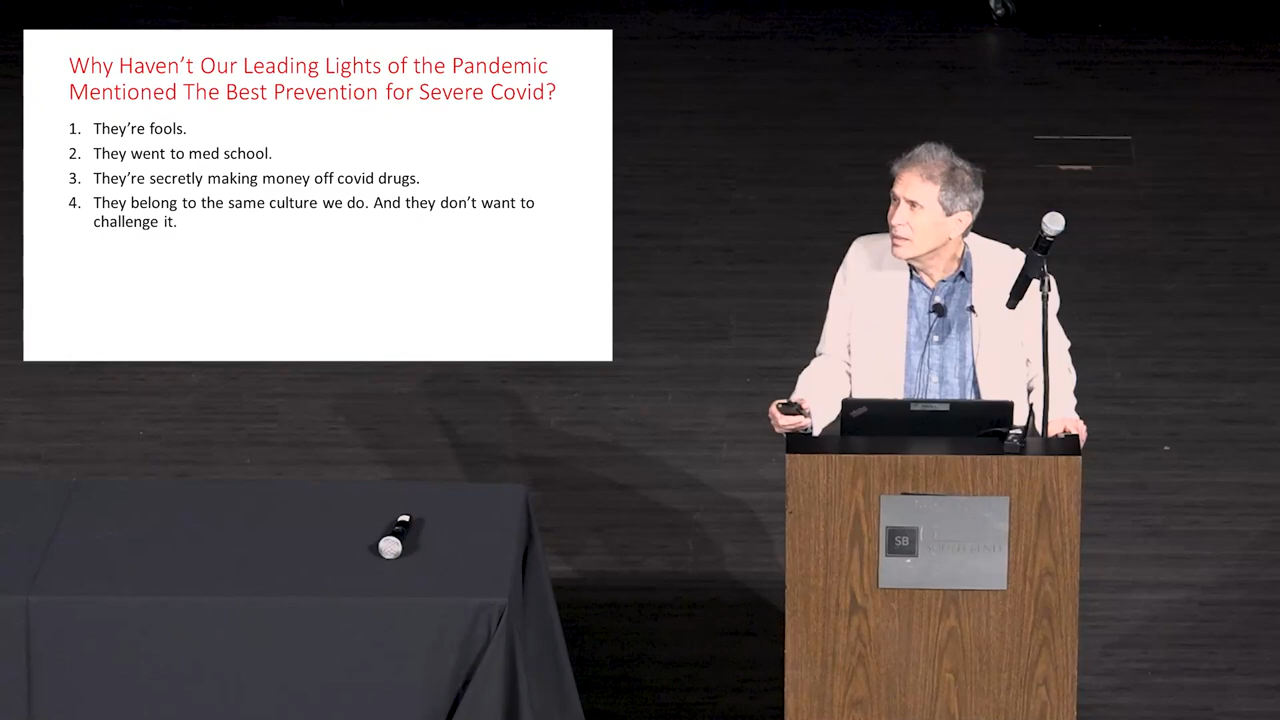 Why Haven’t Our Leading Lights of the Pandemic
Mentioned The Best Prevention for Severe Covid?
1. They’re fools.
2. They went to med school.
3. They’re secretly making money off covid drugs.
4. They belong to the same culture we do. And they don’t want to
challenge it.
SB
SOUTH BEND